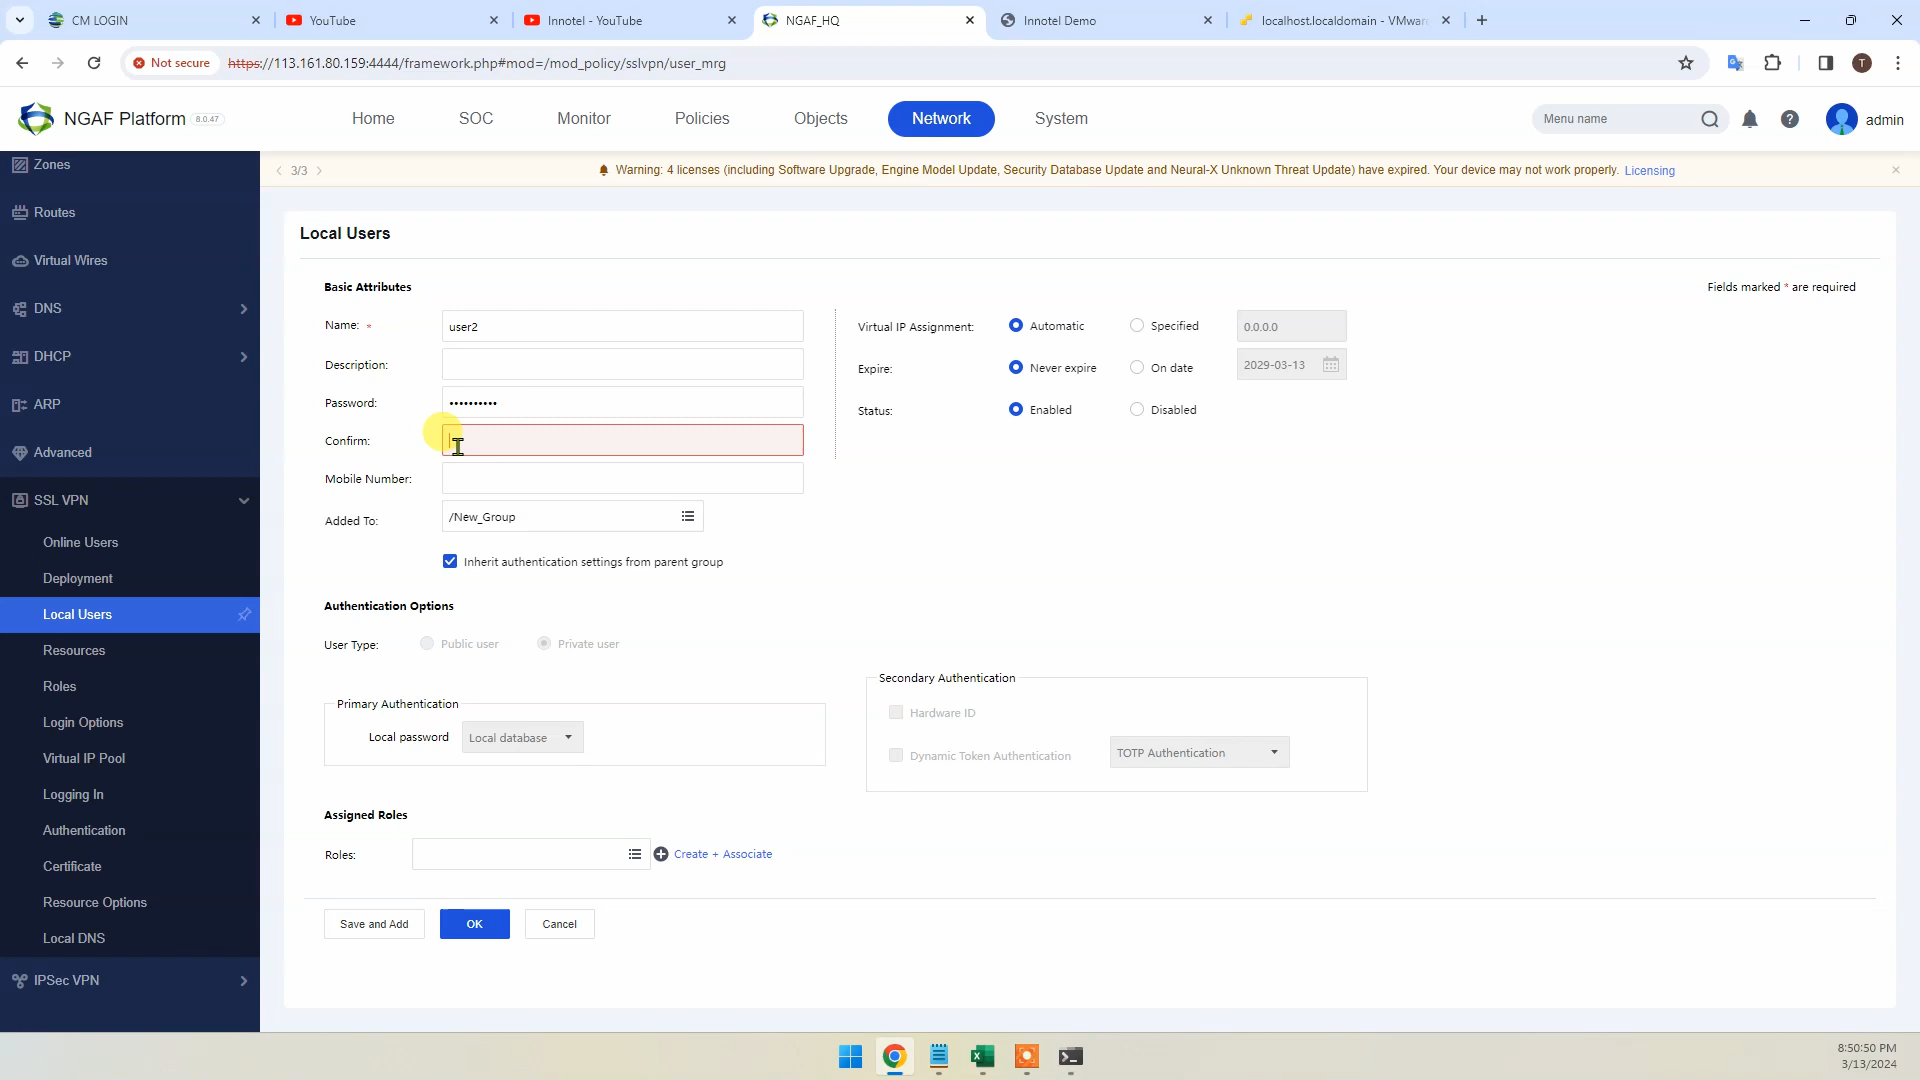 CM LOGIN
YouTube
Innotel - YouTube
NGAF_HQ
Innotel Demo
localhost.localdomain - VMwar
Not secure
https://113.161.80.159:4444/framework.php#mod=/mod_policy/sslvpn/user_mrg
T
NGAF Platform 8.0.47
Home
SOC
Monitor
Policies
Objects
Network
System
Menu name
admin
3/3
Warning: 4 licenses (including Software Upgrade, Engine Model Update, Security Database Update and Neural-X Unknown Threat Update) have expired. Your device may not work properly. Licensing
Zones
Routes
Virtual Wires
DNS
DHCP
ARP
Advanced
SSL VPN
Online Users
Deployment
Local Users
Resources
Roles
Login Options
Virtual IP Pool
Logging In
Authentication
Certificate
Resource Options
Local DNS
IPSec VPN
Local Users
Basic Attributes
Fields marked * are required
Name: * user2
Description:
Password: ••••••••••
Confirm:
Mobile Number:
Added To: /New_Group
Inherit authentication settings from parent group
Virtual IP Assignment: Automatic Specified 0.0.0.0
Expire: Never expire On date 2029-03-13
Status: Enabled Disabled
Authentication Options
User Type: Public user Private user
Primary Authentication
Local password Local database
Secondary Authentication
Hardware ID
Dynamic Token Authentication TOTP Authentication
Assigned Roles
Roles: Create + Associate
Save and Add OK Cancel
8:50:50 PM
3/13/2024